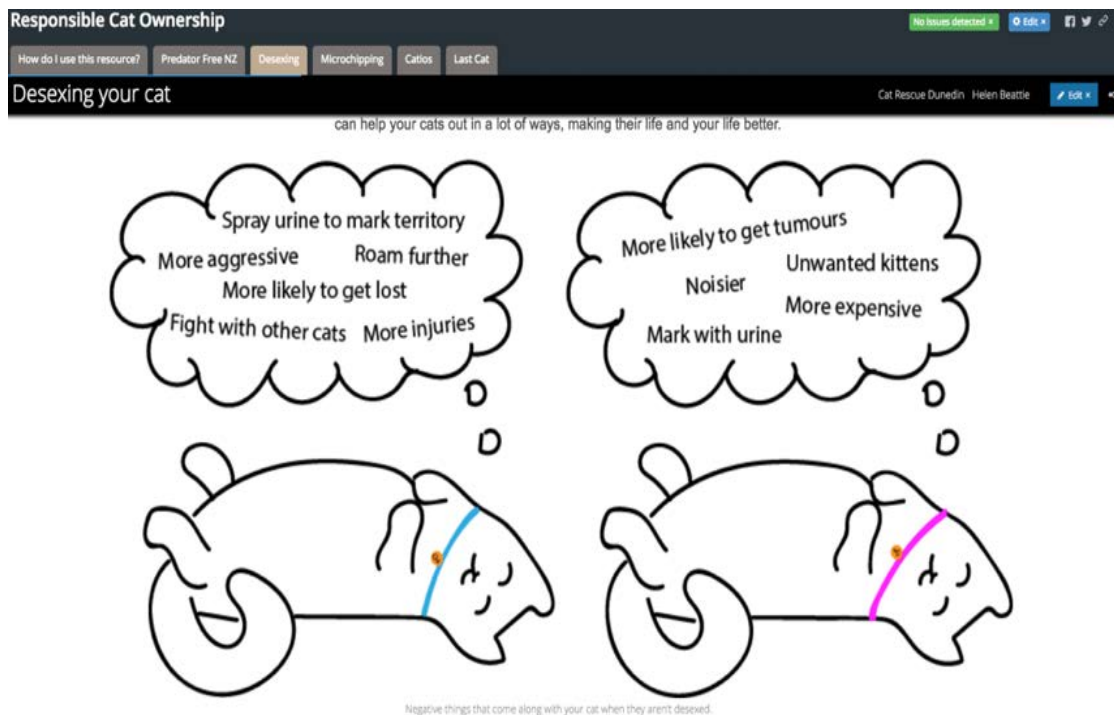 Responsible Cat Ownership
No issues detected ×
Edit ×
How do I use this resource?
Predator Free NZ
Desexing
Microchipping
Catios
Last Cat
Desexing your cat
Cat Rescue Dunedin Helen Beattie
Edit ×
can help your cats out in a lot of ways, making their life and your life better.
Spray urine to mark territory
More aggressive
Roam further
More likely to get lost
Fight with other cats
More injuries
More likely to get tumours
Unwanted kittens
Noisier
More expensive
Mark with urine
Negative things that come along with your cat when they aren't desexed.